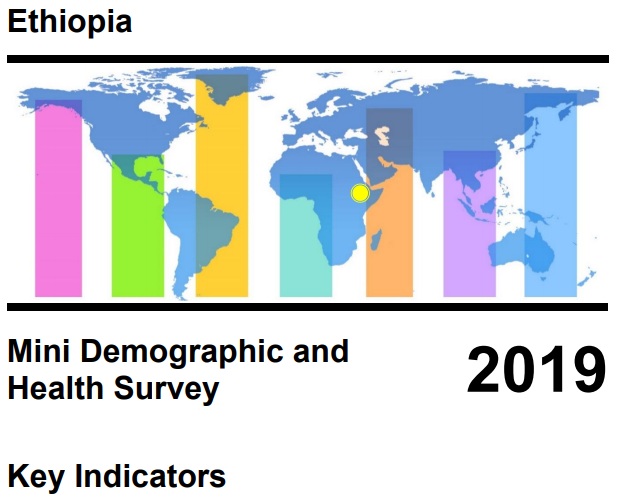 Ethiopia
Mini Demographic and
Health Survey
2019
Key Indicators